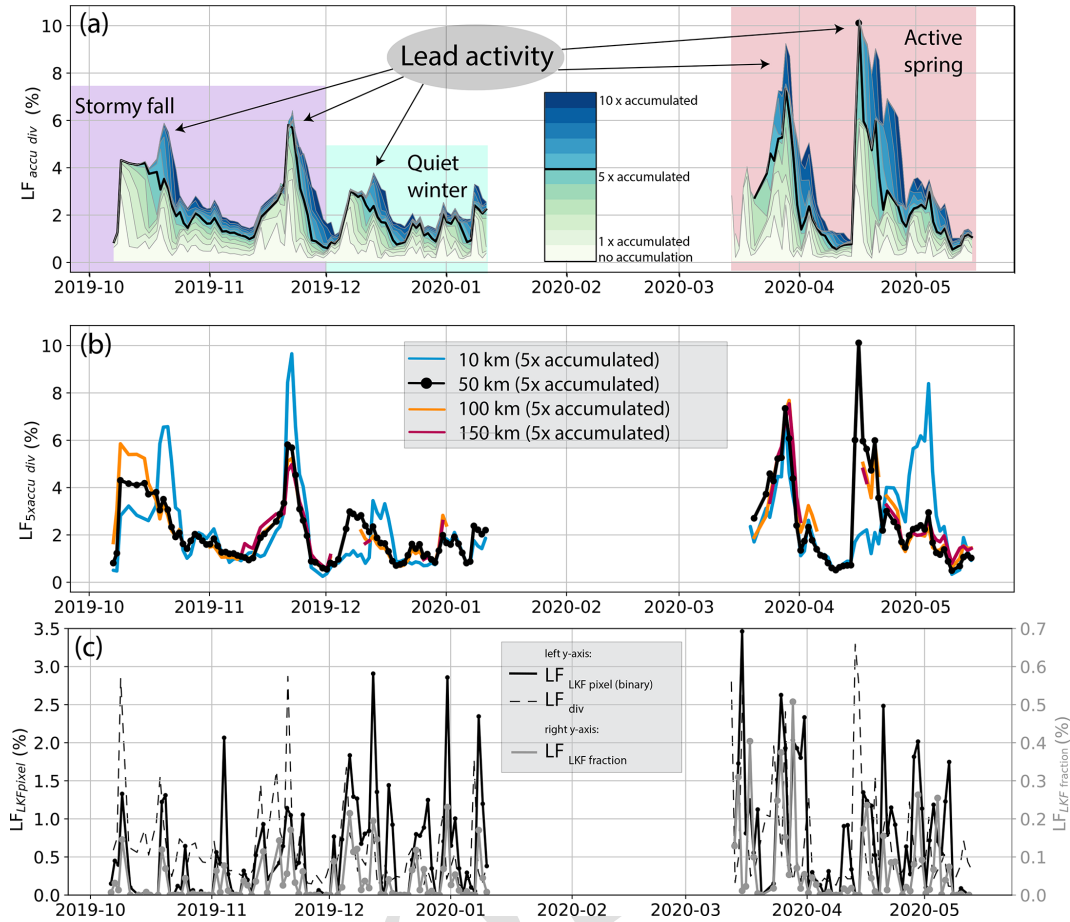 (a)
Lead activity
Active
spring
Stormy fall
Quiet
winter
10 x accumulated
5 x accumulated
1 x accumulated
no accumulation
LF accu div (%)
10
8
6
4
2
0
2019-10 2019-11 2019-12 2020-01 2020-02 2020-03 2020-04 2020-05
(b)
10 km (5x accumulated)
50 km (5x accumulated)
100 km (5x accumulated)
150 km (5x accumulated)
LF5xaccu div (%)
10
8
6
4
2
0
2019-10 2019-11 2019-12 2020-01 2020-02 2020-03 2020-04 2020-05
(c)
left y-axis:
LF LKF pixel (binary)
LF div
right y-axis:
LF LKF fraction
LFLKFpixel (%)
3.5
3.0
2.5
2.0
1.5
1.0
0.5
0.0
0.7
0.6
0.5
0.4
0.3
0.2
0.1
0.0
LFLKF fraction (%)
2019-10 2019-11 2019-12 2020-01 2020-02 2020-03 2020-04 2020-05